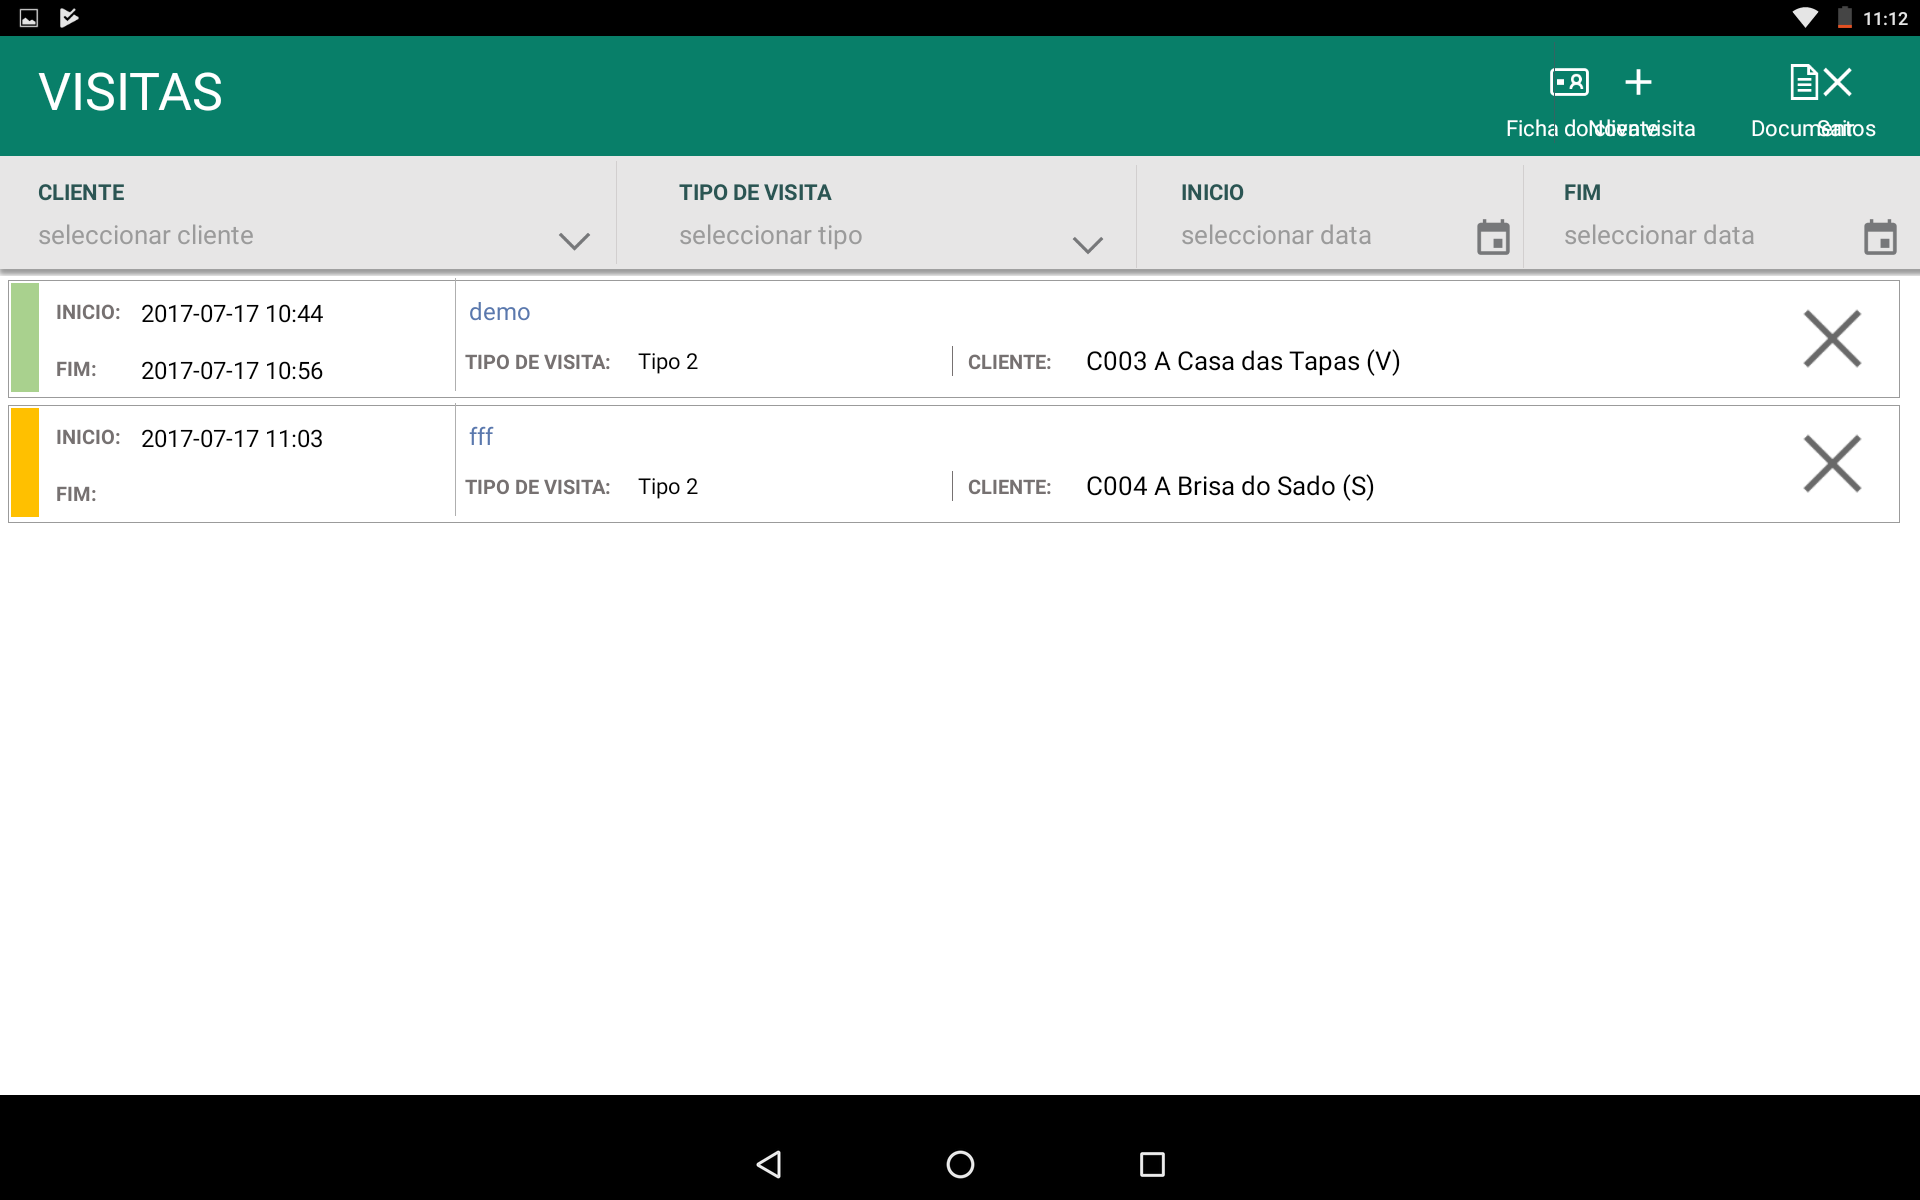 11:12
VISITAS
Ficha do cliente
Nova visita
Documentos
Sair
CLIENTE
seleccionar cliente
TIPO DE VISITA
seleccionar tipo
INICIO
seleccionar data
FIM
seleccionar data
INICIO: 2017-07-17 10:44
demo
FIM: 2017-07-17 10:56
TIPO DE VISITA: Tipo 2
CLIENTE: C003 A Casa das Tapas (V)
INICIO: 2017-07-17 11:03
fff
FIM:
TIPO DE VISITA: Tipo 2
CLIENTE: C004 A Brisa do Sado (S)